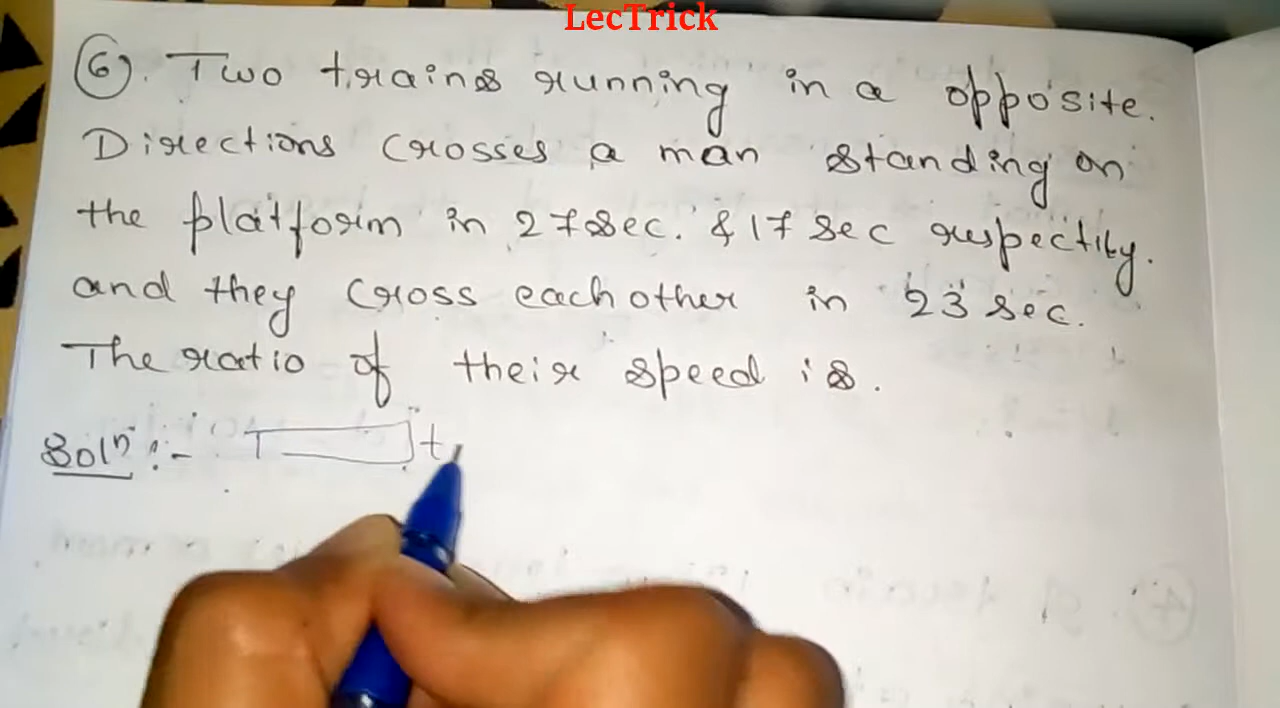 LecTrick
6. Two trains running in a opposite.
Directions crosses a man standing on
the platform in 27 sec. & 17 sec respectily.
and they cross each other in 23 sec.
The ratio of their speed is.
Solⁿ :- t